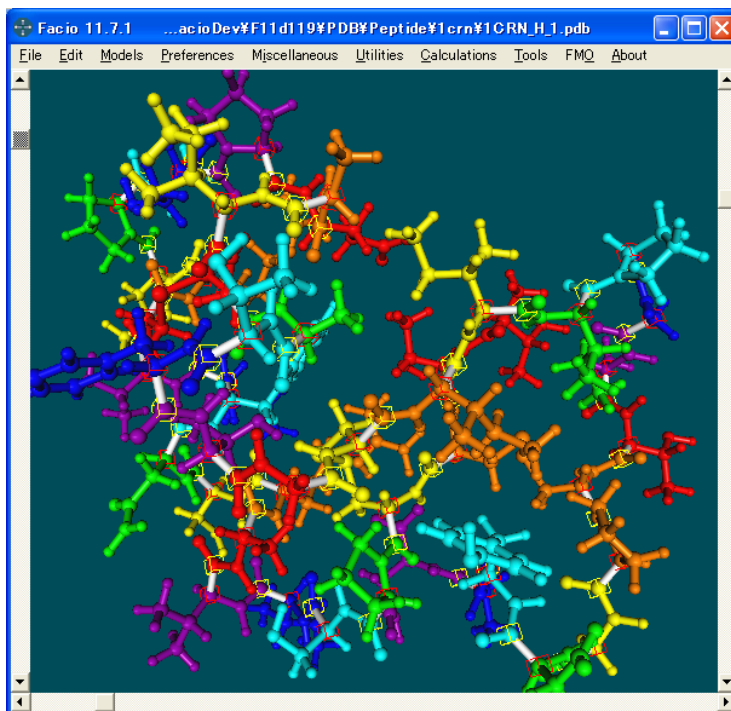 Facio 11.7.1 ...acioDev¥F11d119¥PDB¥Peptide¥1crn¥1CRN_H_1.pdb
File Edit Models Preferences Miscellaneous Utilities Calculations Tools FMO About